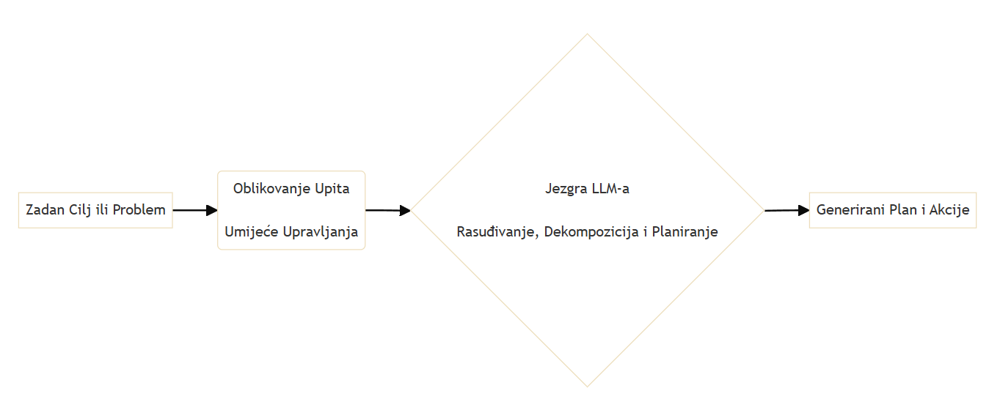 Zadan Cilj ili Problem
Oblikovanje Upita
Umijeće Upravljanja
Jezgra LLM-a
Rasuđivanje, Dekompozicija i Planiranje
Generirani Plan i Akcije